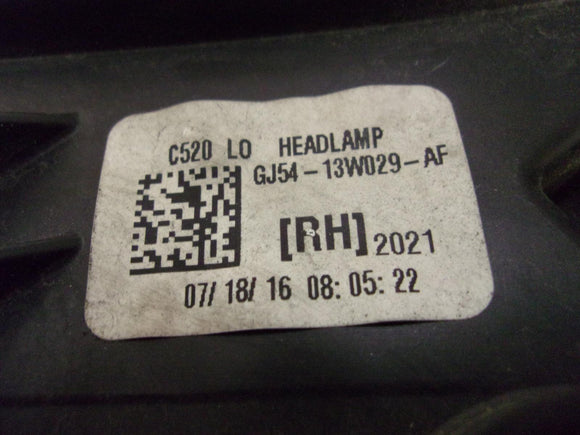 C520 LO HEADLAMP
GJ54-13W029-AF
[RH] 2021
07/18/16 08:05:22